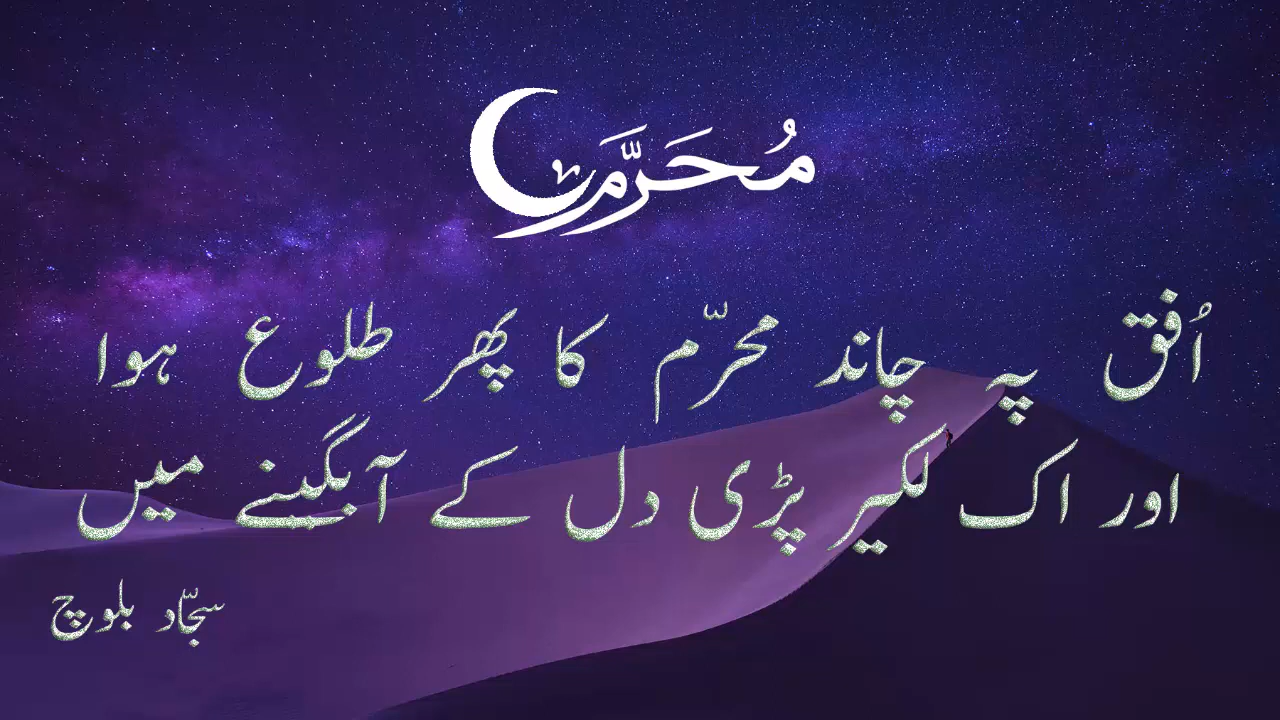 مُحَرَّم
اُفق پہ چاند محرّم کا پھر طلوع ہوا
اور اک لکیر پڑی دل کے آبگینے میں
سجّاد بلوچ